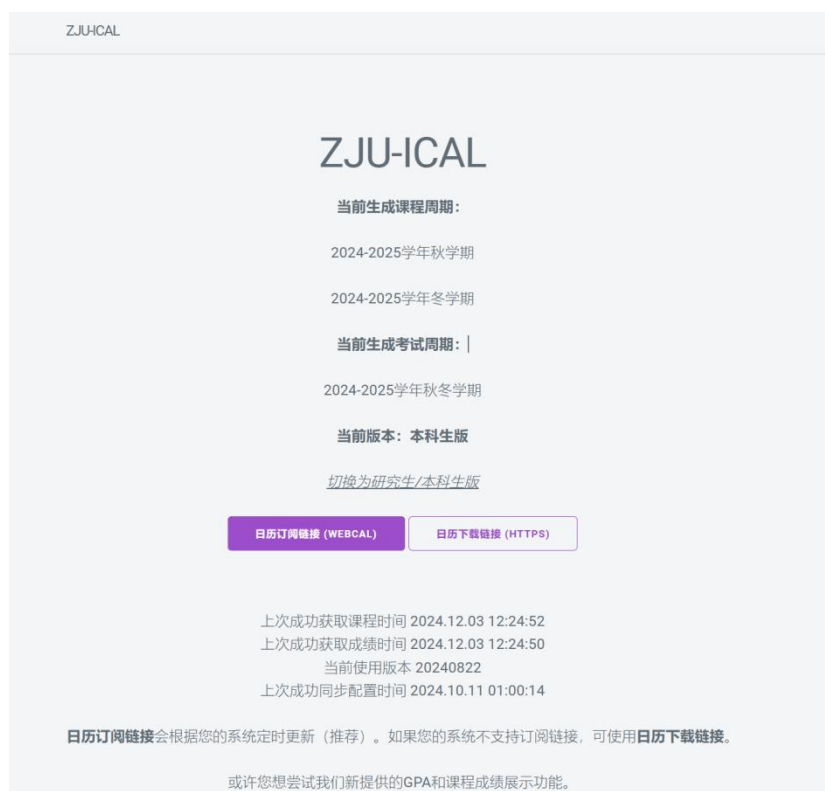 ZJU-ICAL
ZJU-ICAL
当前生成课程周期：
2024-2025学年秋学期
2024-2025学年冬学期
当前生成考试周期：
2024-2025学年秋冬学期
当前版本：本科生版
切换为研究生/本科生版
日历订阅链接 (WEBCAL) 日历下载链接 (HTTPS)
上次成功获取课程时间 2024.12.03 12:24:52
上次成功获取成绩时间 2024.12.03 12:24:50
当前使用版本 20240822
上次成功同步配置时间 2024.10.11 01:00:14
日历订阅链接会根据您的系统定时更新（推荐）。如果您的系统不支持订阅链接，可使用日历下载链接。
或许您想尝试我们新提供的GPA和课程成绩展示功能。